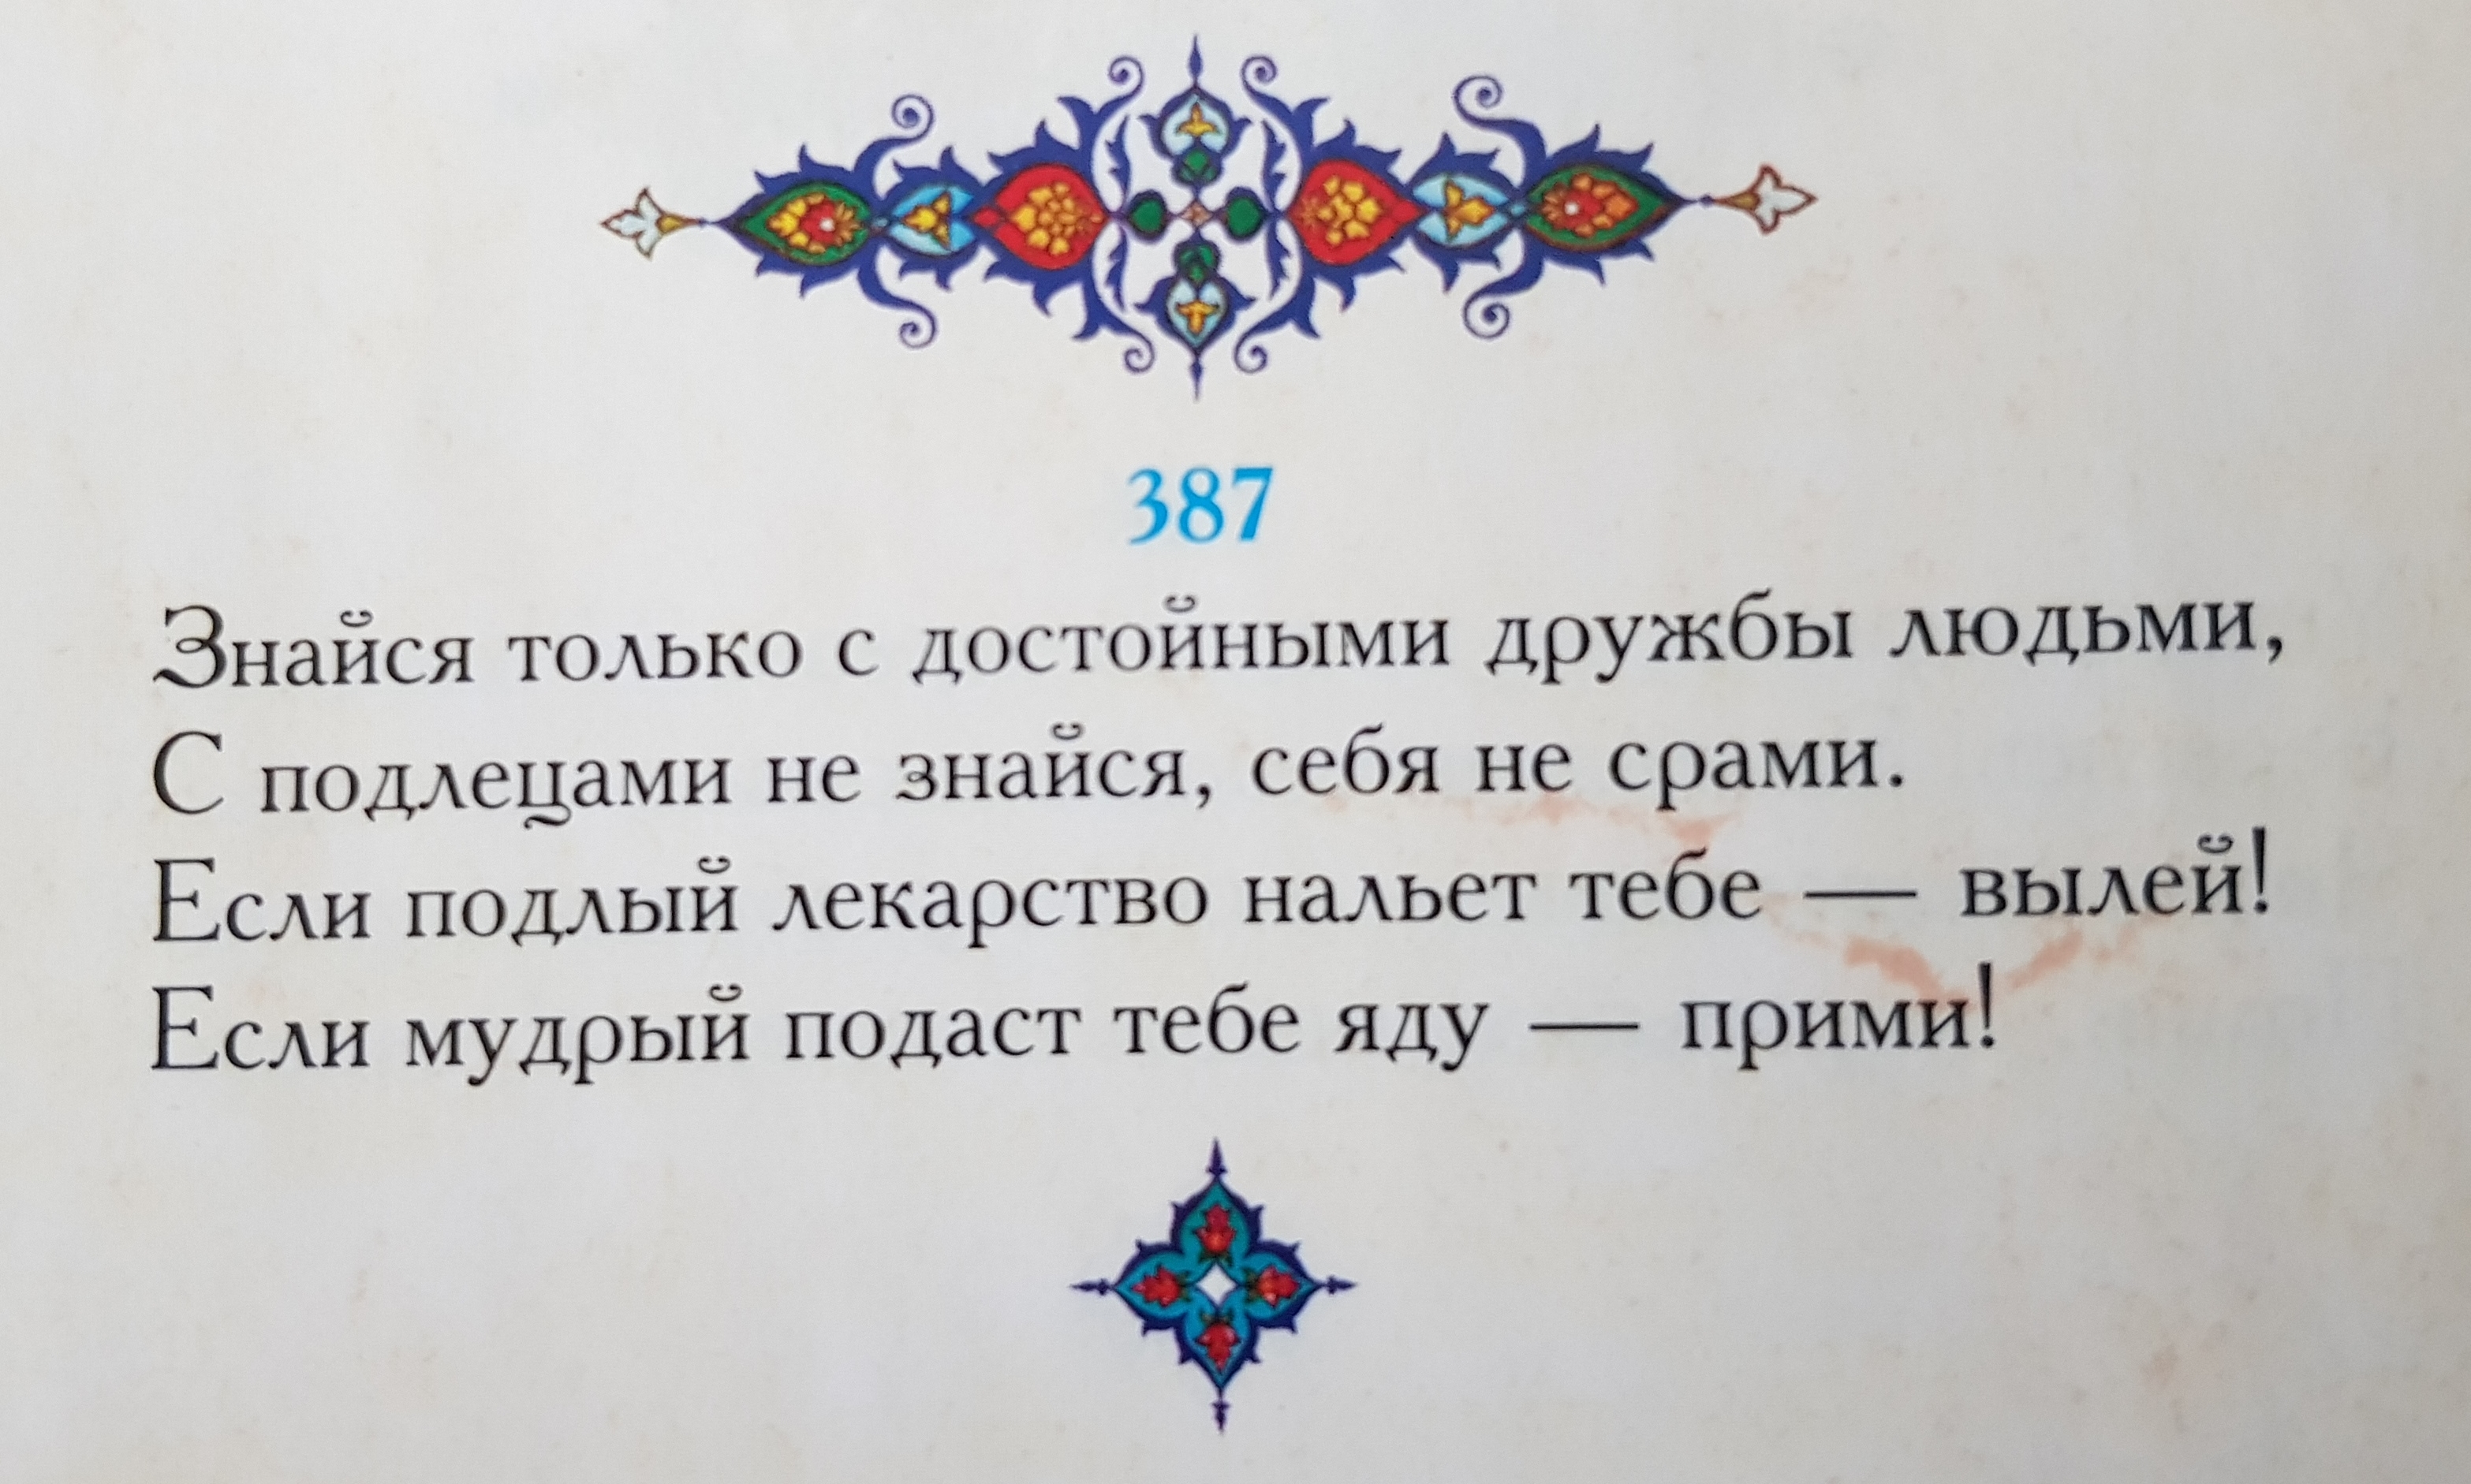 387
Знайся только с достойными дружбы людьми,
С подлецами не знайся, себя не срами.
Если подлый лекарство нальет тебе — вылей!
Если мудрый подаст тебе яду — прими!